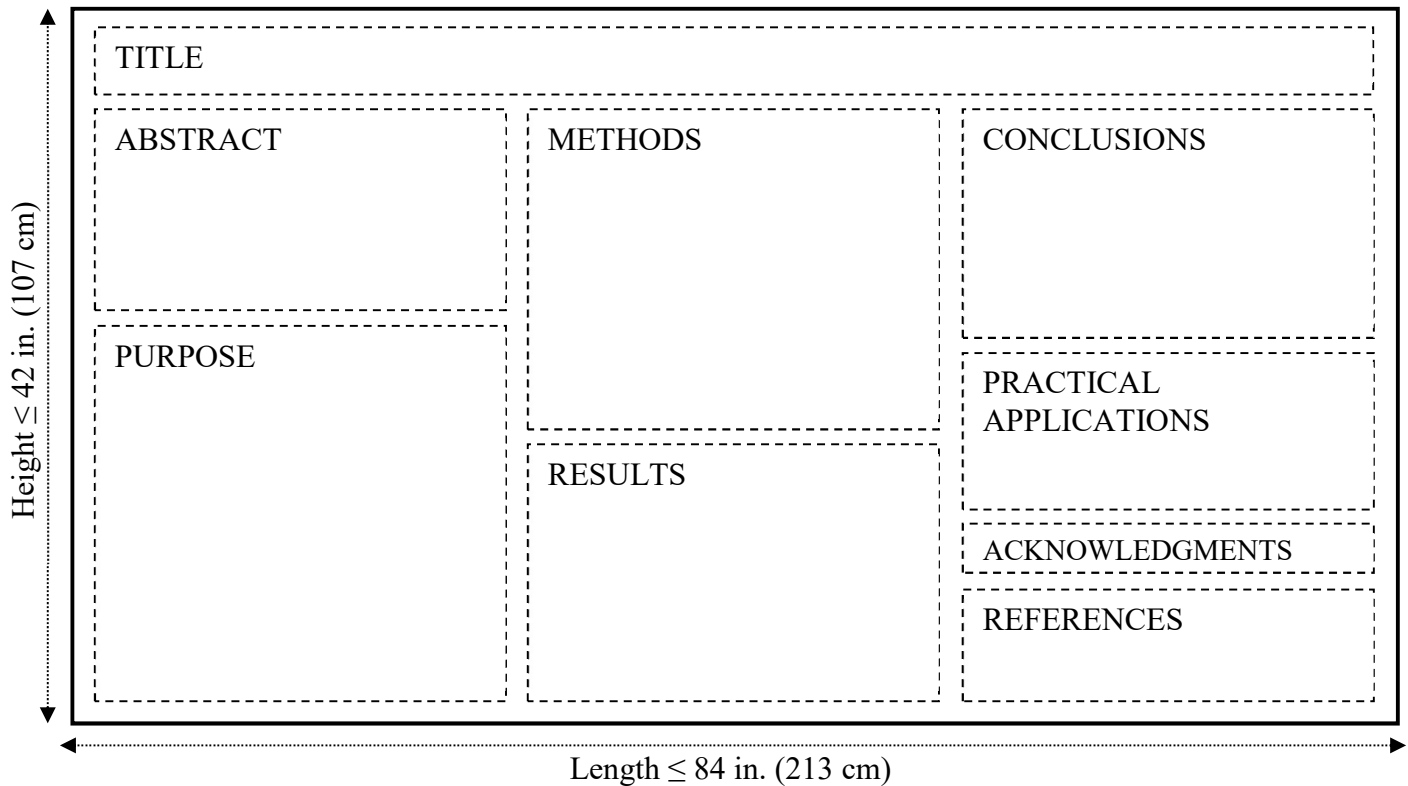 TITLE
ABSTRACT
PURPOSE
METHODS
RESULTS
CONCLUSIONS
PRACTICAL
APPLICATIONS
ACKNOWLEDGMENTS
REFERENCES
Height ≤ 42 in. (107 cm)
Length ≤ 84 in. (213 cm)